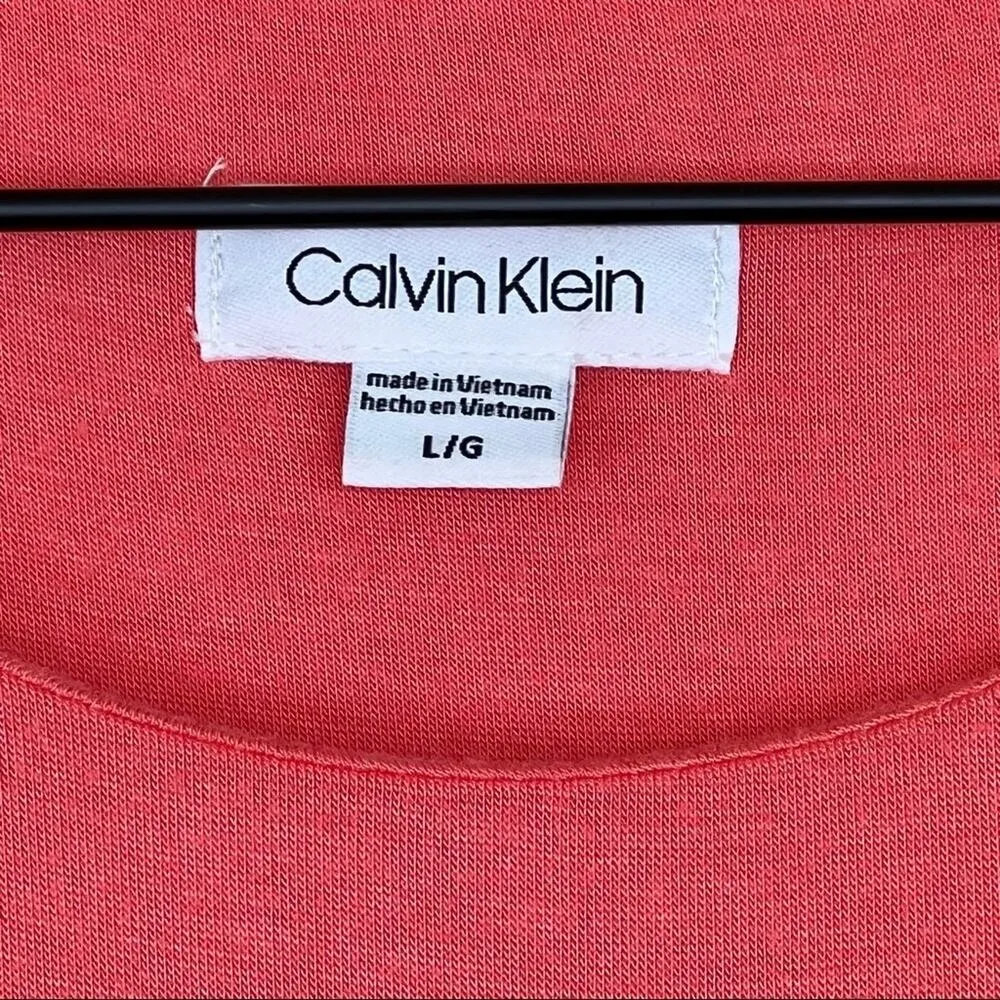 Calvin Klein
made in Vietnam
hecho en Vietnam
L/G